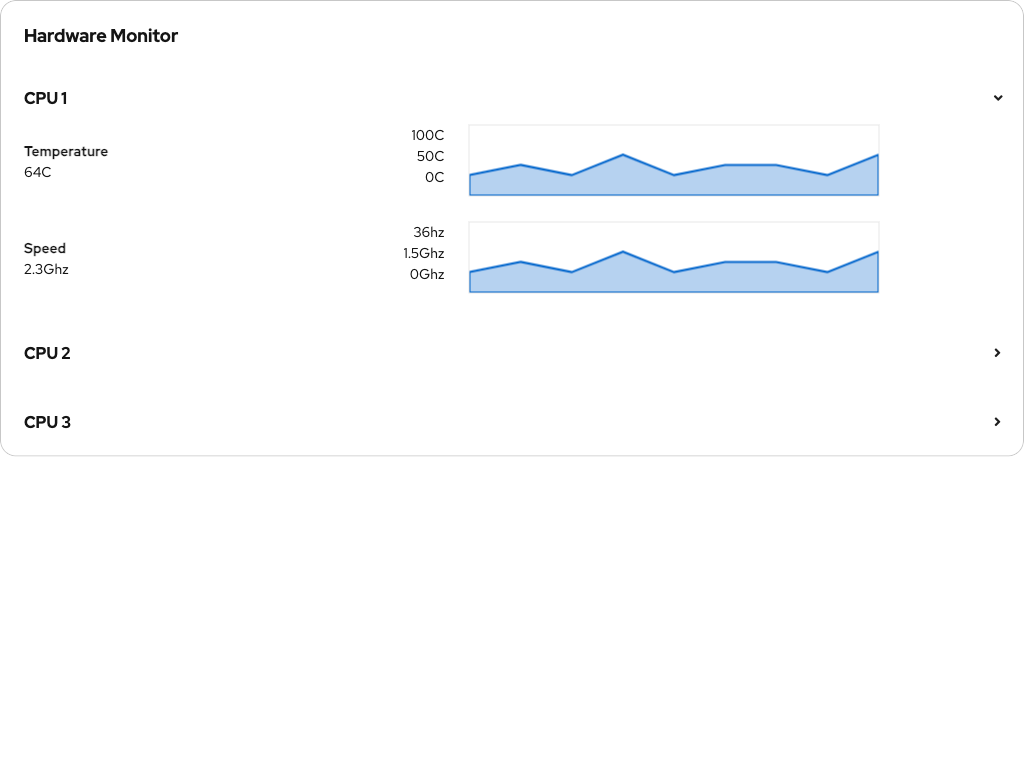 Hardware Monitor
CPU 1
Temperature
64C
100C
50C
0C
Speed
2.3Ghz
36hz
1.5Ghz
0Ghz
CPU 2
CPU 3